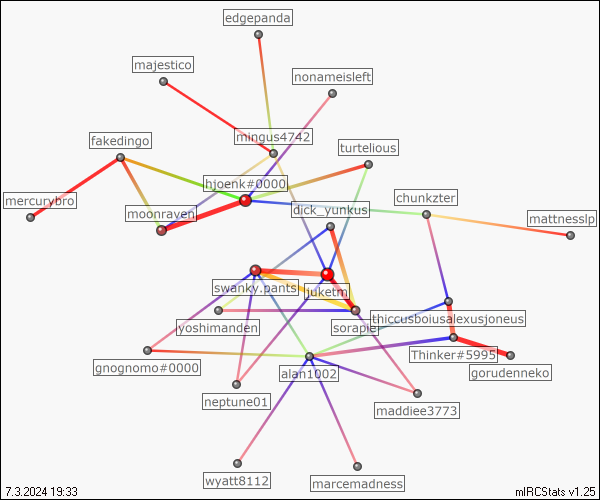 edgepanda
majestico
nonameisleft
mingus4742
fakedingo
turtelious
hjoenk#0000
mercurybro
chunkzter
moonraven
dick_yunkus
mattnesslp
swanky.pants
juketm
thiccusboiusalexusjoneus
yoshimanden
sorapier
Thinker#5995
gnognomo#0000
alan1002
gorudenneko
neptune01
maddiee3773
wyatt8112
marcemadness
7.3.2024 19:33
mIRCStats v1.25